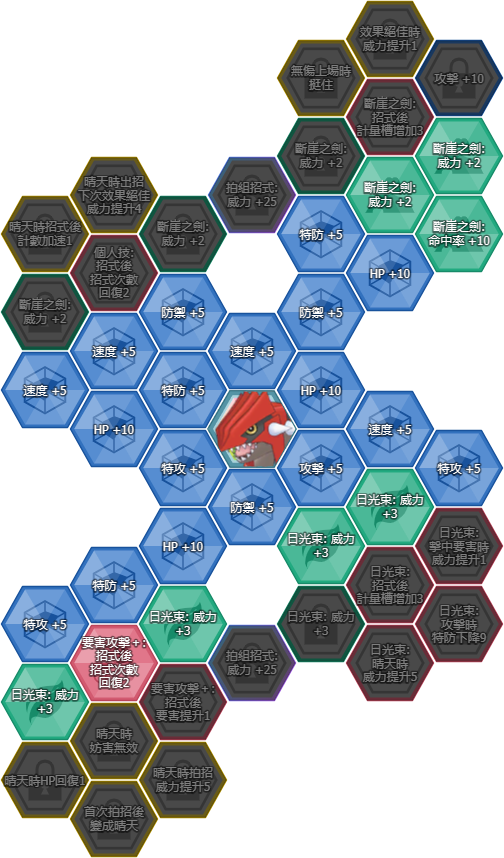 效果絕佳時
威力提升1
無傷上場時
挺住
攻擊 +10
斷崖之劍:
招式後
計量槽增加3
斷崖之劍:
威力 +2
斷崖之劍:
威力 +2
晴天時出招
下次效果絕佳
威力提升4
拍組招式:
威力 +25
斷崖之劍:
威力 +2
晴天時招式後
計數加速1
斷崖之劍:
威力 +2
特防 +5
斷崖之劍:
命中率 +10
個人技:
招式後
招式次數
回復2
HP +10
斷崖之劍:
威力 +2
防禦 +5
防禦 +5
速度 +5
速度 +5
速度 +5
特防 +5
HP +10
HP +10
速度 +5
特攻 +5
攻擊 +5
特攻 +5
防禦 +5
日光束: 威力
+3
HP +10
日光束: 威力
+3
日光束:
擊中要害時
威力提升1
特防 +5
日光束:
招式後
計量槽增加3
特攻 +5
日光束: 威力
+3
日光束: 威力
+3
日光束:
攻擊時
特防下降9
要害攻擊＋:
招式後
招式次數
回復2
拍組招式:
威力 +25
日光束:
晴天時
威力提升5
日光束: 威力
+3
要害攻擊＋:
招式後
要害提升1
晴天時
妨害無效
晴天時HP回復1
晴天時拍招
威力提升5
首次拍招後
變成晴天